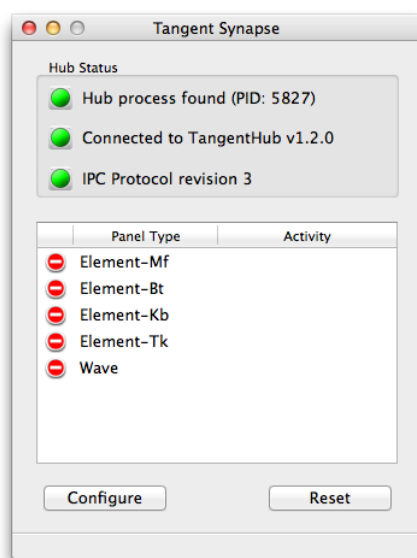 Tangent Synapse
Hub Status
Hub process found (PID: 5827)
Connected to TangentHub v1.2.0
IPC Protocol revision 3
Panel Type Activity
Element-Mf
Element-Bt
Element-Kb
Element-Tk
Wave
Configure Reset